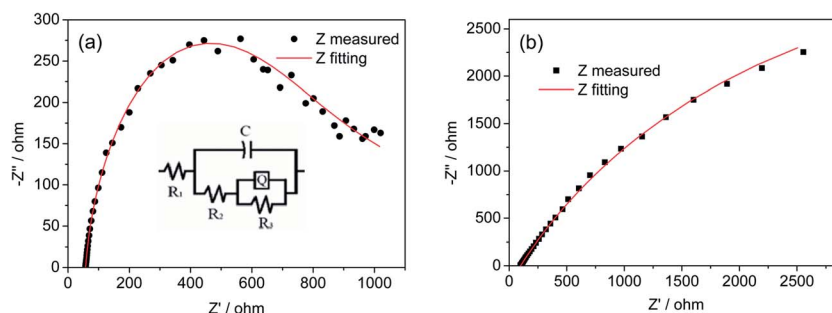 (a)
Z measured
Z fitting
-Z" / ohm
300
250
200
150
100
50
0
C
R₁
R₂
Q
R₃
0 200 400 600 800 1000
Z' / ohm
(b)
Z measured
Z fitting
-Z" / ohm
2500
2000
1500
1000
500
0
0 500 1000 1500 2000 2500
Z' / ohm